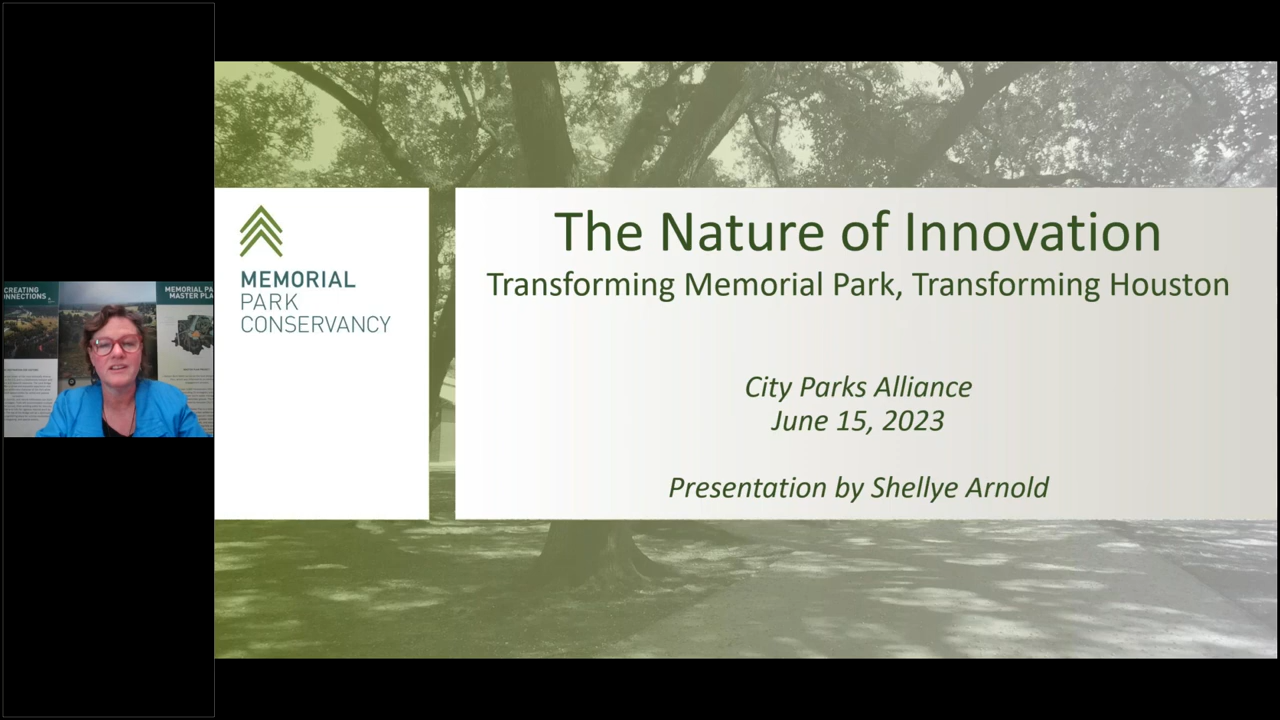 CREATING
CONNECTIONS
MEMORIAL PA
MASTER PLA
MEMORIAL
PARK
CONSERVANCY
The Nature of Innovation
Transforming Memorial Park, Transforming Houston
City Parks Alliance
June 15, 2023
Presentation by Shellye Arnold